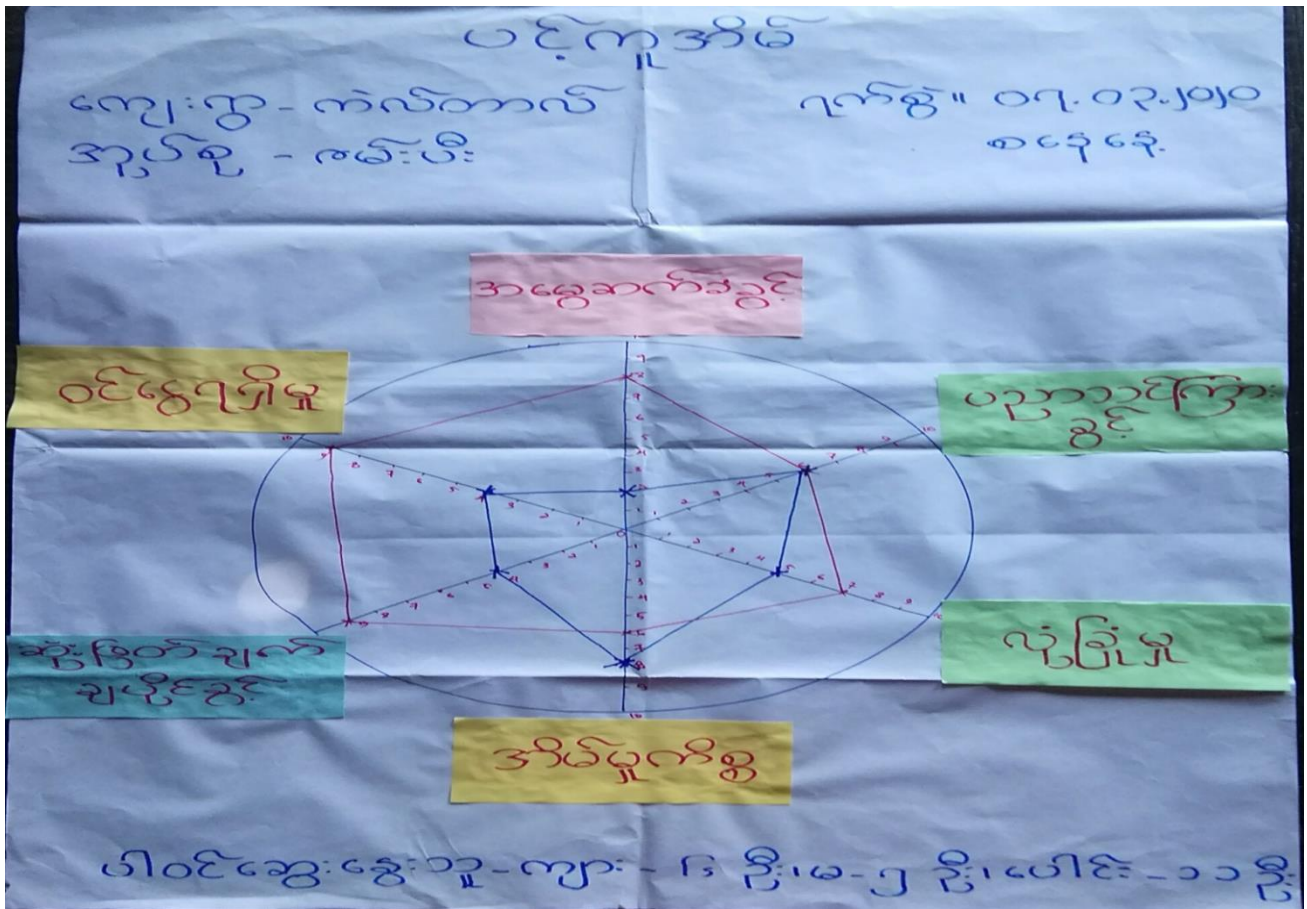 ပင့်ကူအိမ်
ကျေးရွာ - ကဲလ်တာလ်
အုပ်စု - ဇမ်းပီး
ရက်စွဲ။ ၀၇.၀၃.၂၀၂၀
စနေနေ့
အမွေဆက်ခံခွင့်
ဝင်ငွေရရှိမှု
ပညာသင်ကြား
ခွင့်
လုံခြုံမှု
ဆုံးဖြတ်ချက်
ချပိုင်ခွင့်
အိမ်မှုကိစ္စ
ပါဝင်ဆွေးနွေးသူ - ကျား - ၆ ဦး၊ မ - ၅ ဦး၊ ပေါင်း - ၁၁ ဦး